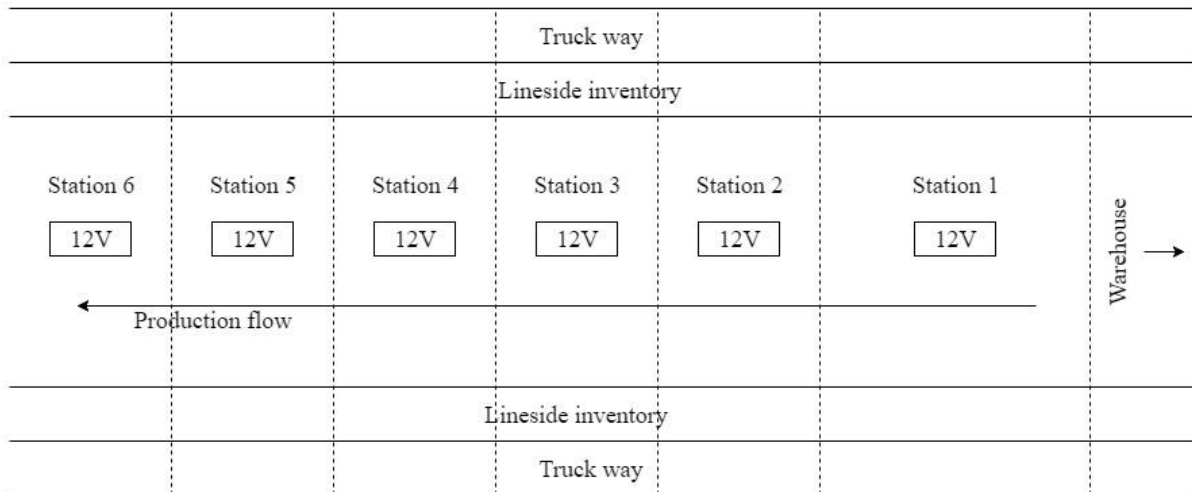 Truck way
Lineside inventory
Station 6 Station 5 Station 4 Station 3 Station 2 Station 1
12V 12V 12V 12V 12V 12V
Warehouse
Production flow
Lineside inventory
Truck way